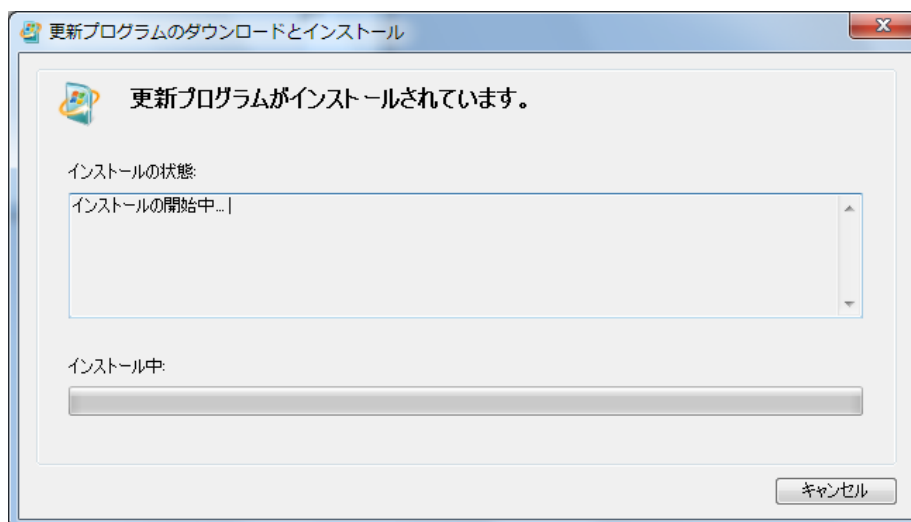 更新プログラムのダウンロードとインストール
更新プログラムがインストールされています。
インストールの状態:
インストールの開始中...
インストール中:
キャンセル